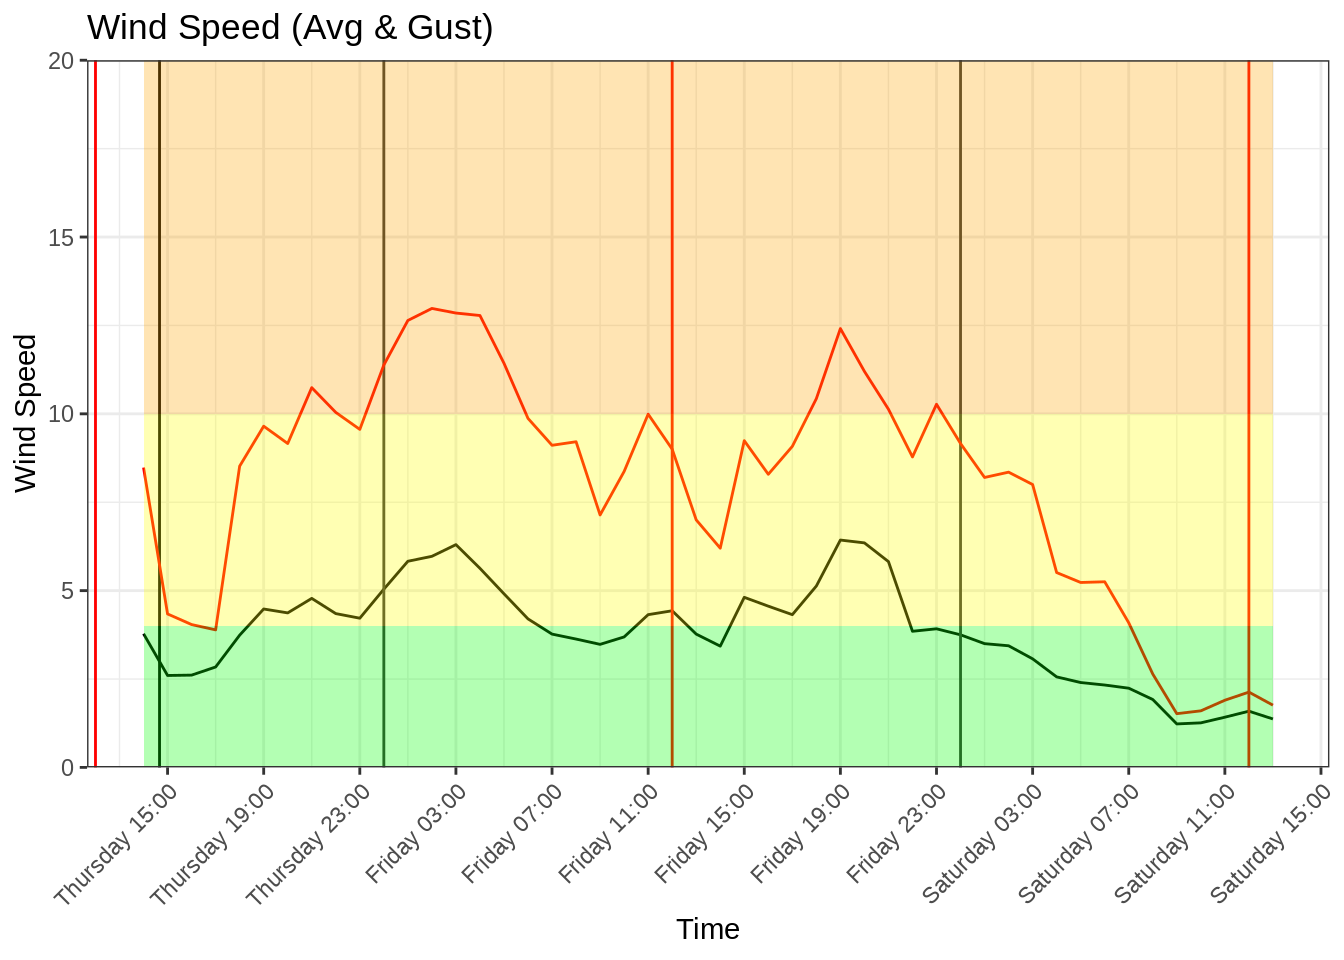 Wind Speed (Avg & Gust)
20
15
10
5
0
Wind Speed
Thursday 15:00
Thursday 19:00
Thursday 23:00
Friday 03:00
Friday 07:00
Friday 11:00
Friday 15:00
Friday 19:00
Friday 23:00
Saturday 03:00
Saturday 07:00
Saturday 11:00
Saturday 15:00
Time